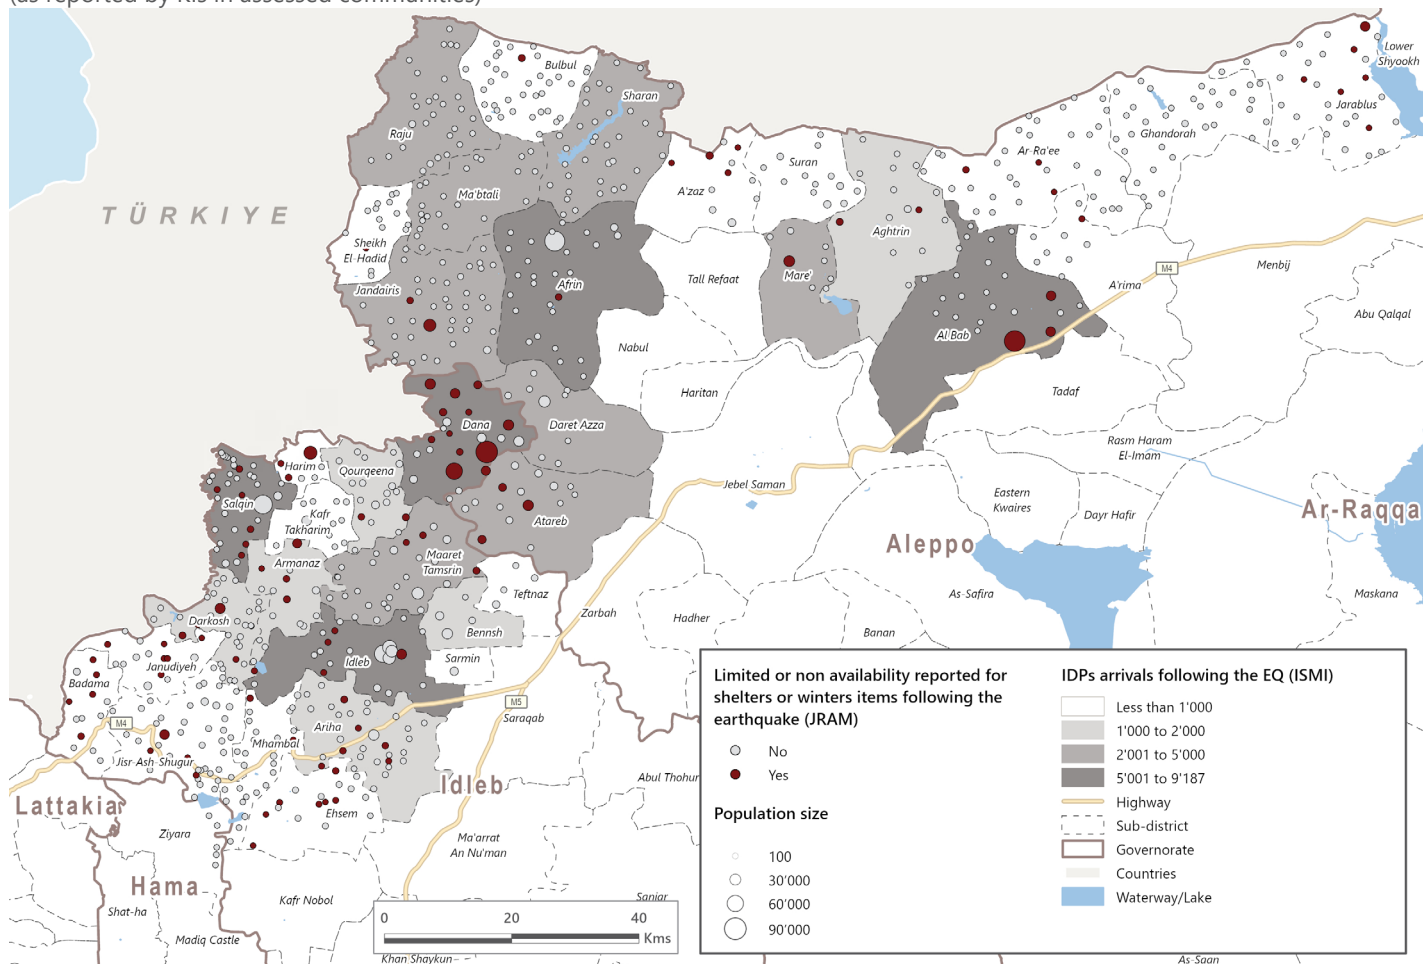 (as reported by KIs in assessed communities)
Lower
Shyookh
Bulbul
Sharan
Jarablus
Raju
Ghandorah
Ar-Ra'ee
Suran
A'zaz
Ma'btali
TÜRKIYE
Aghtrin
Sheikh
El-Hadid
Mare'
Tall Refaat
Menbij
M4
Afrin
Jandairis
A'rima
Abu Qalqal
Al Bab
Nabul
Haritan
Tadaf
Dana
Daret Azza
Rasm Haram
El-Imam
Harim
Qourqeena
Jebel Saman
Eastern
Kwaires
Salqin
Kafr
Takharim
Atareb
Dayr Hafir
Ar-Raqqa
Aleppo
Armanaz
Maaret
Tamsrin
Teftnaz
As-Safira
Maskana
Zarbah
Hadher
Darkosh
Bennsh
Banan
Idleb
Sarmin
Janudiyeh
Badama
M5
Saraqab
M4
Ariha
Mhambal
Jisr-Ash-Shugur
Abul Thohur
Idleb
Lattakia
Ehsem
Ziyara
Ma'arrat
An Nu'man
Hama
Kafr Nobol
Sanjar
Shat-ha
Madiq Castle
Khan Shaykun
As-Saan
0
20
40
Kms
Limited or non availability reported for
shelters or winters items following the
earthquake (JRAM)
No
Yes
Population size
100
30'000
60'000
90'000
IDPs arrivals following the EQ (ISMI)
Less than 1'000
1'000 to 2'000
2'001 to 5'000
5'001 to 9'187
Highway
Sub-district
Governorate
Countries
Waterway/Lake